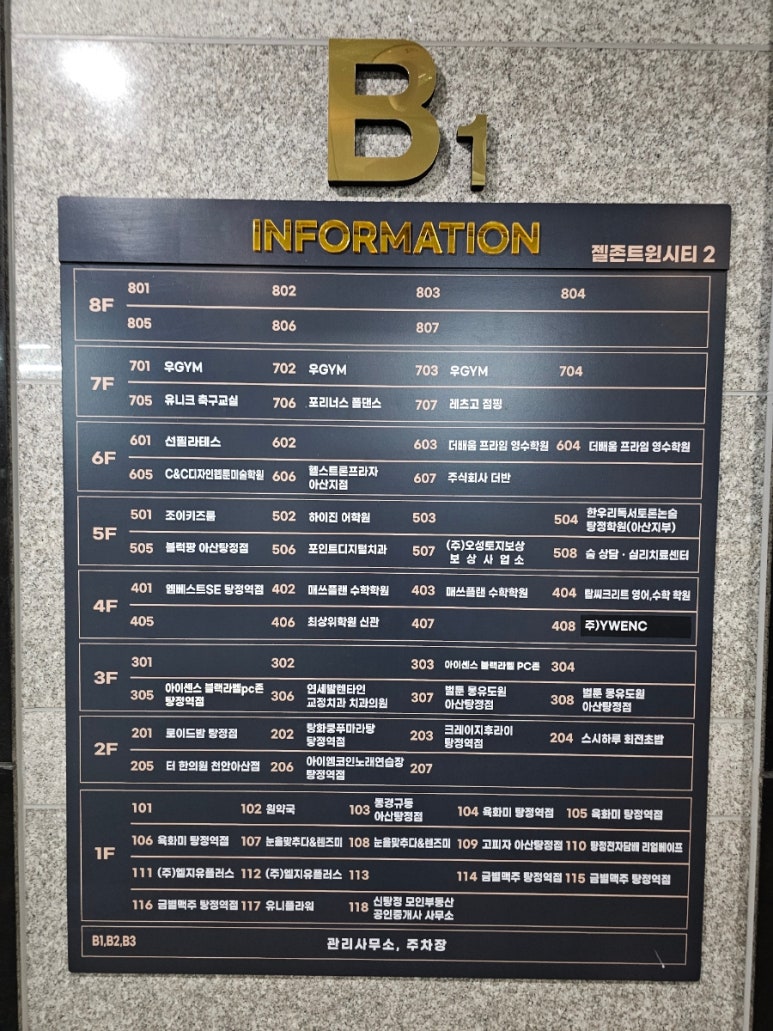 B1
INFORMATION 젤존트윈시티 2
8F
801 802 803 804
805 806 807
7F
701 우GYM 702 우GYM 703 우GYM 704
705 유니크 축구교실 706 포리너스 폴댄스 707 레츠고 점핑
6F
601 선필라테스 602 603 더배움 프라임 영수학원 604 더배움 프라임 영수학원
605 C&C디자인웹툰미술학원 606 헬스트론프라자 아산지점 607 주식회사 더반
5F
501 조이키즈룸 502 하이진 어학원 503 504 한우리독서토론논술 탕정학원(아산지부)
505 볼럭팡 아산탕정점 506 포인트디지털치과 507 (주)오성토지보상 보 상 사 업 소 508 숨 상담·심리치료센터
4F
401 엠베스트SE 탕정역점 402 매쓰플랜 수학학원 403 매쓰플랜 수학학원 404 탑씨크리트 영어,수학 학원
405 406 최상위학원 신관 407 408 주)YWENC
3F
301 302 303 아이센스 블랙라벨 PC존 304
305 아이센스 블랙라벨pc존 탕정역점 306 연세발렌타인 교정치과 치과의원 307 벌툰 몽유도원 아산탕정점 308 벌툰 몽유도원 아산탕정점
2F
201 로이드밤 탕정점 202 탕화쿵푸마라탕 탕정역점 203 크레이지후라이 탕정역점 204 스시하루 회전초밥
205 터 한의원 천안아산점 206 아이엠코인노래연습장 탕정역점 207
1F
101 102 원약국 103 동경규동 아산탕정점 104 육화미 탕정역점 105 육화미 탕정역점
106 육화미 탕정역점 107 눈을맞추다&렌즈미 108 눈을맞추다&렌즈미 109 고피자 아산탕정점 110 탕정전자담배 리얼베이프
111 (주)엘지유플러스 112 (주)엘지유플러스 113 114 금별맥주 탕정역점 115 금별맥주 탕정역점
116 금별맥주 탕정역점 117 유니플라워 118 신탕정 모인부동산 공인중개사 사무소
B1,B2,B3 관리사무소, 주차장